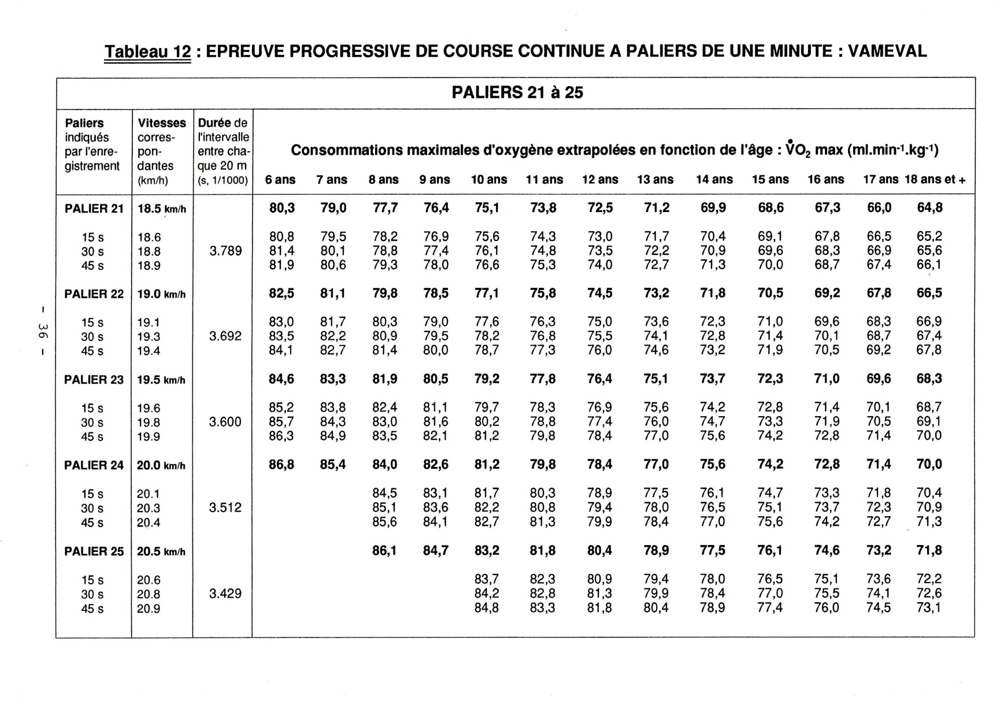 Tableau 12 : EPREUVE PROGRESSIVE DE COURSE CONTINUE A PALIERS DE UNE MINUTE : VAMEVAL
PALIERS 21 à 25
Paliers indiqués par l'enre-gistrement
Vitesses corres-pon-dantes (km/h)
Durée de l'intervalle entre cha-que 20 m (s, 1/1000)
Consommations maximales d'oxygène extrapolées en fonction de l'âge : V̇O₂ max (ml.min⁻¹.kg⁻¹)
6 ans 7 ans 8 ans 9 ans 10 ans 11 ans 12 ans 13 ans 14 ans 15 ans 16 ans 17 ans 18 ans et +
PALIER 21 18.5 km/h 80,3 79,0 77,7 76,4 75,1 73,8 72,5 71,2 69,9 68,6 67,3 66,0 64,8
15 s 18.6 80,8 79,5 78,2 76,9 75,6 74,3 73,0 71,7 70,4 69,1 67,8 66,5 65,2
30 s 18.8 3.789 81,4 80,1 78,8 77,4 76,1 74,8 73,5 72,2 70,9 69,6 68,3 66,9 65,6
45 s 18.9 81,9 80,6 79,3 78,0 76,6 75,3 74,0 72,7 71,3 70,0 68,7 67,4 66,1
PALIER 22 19.0 km/h 82,5 81,1 79,8 78,5 77,1 75,8 74,5 73,2 71,8 70,5 69,2 67,8 66,5
15 s 19.1 83,0 81,7 80,3 79,0 77,6 76,3 75,0 73,6 72,3 71,0 69,6 68,3 66,9
30 s 19.3 3.692 83,5 82,2 80,9 79,5 78,2 76,8 75,5 74,1 72,8 71,4 70,1 68,7 67,4
45 s 19.4 84,1 82,7 81,4 80,0 78,7 77,3 76,0 74,6 73,2 71,9 70,5 69,2 67,8
PALIER 23 19.5 km/h 84,6 83,3 81,9 80,5 79,2 77,8 76,4 75,1 73,7 72,3 71,0 69,6 68,3
15 s 19.6 85,2 83,8 82,4 81,1 79,7 78,3 76,9 75,6 74,2 72,8 71,4 70,1 68,7
30 s 19.8 3.600 85,7 84,3 83,0 81,6 80,2 78,8 77,4 76,0 74,7 73,3 71,9 70,5 69,1
45 s 19.9 86,3 84,9 83,5 82,1 81,2 79,8 78,4 77,0 75,6 74,2 72,8 71,4 70,0
PALIER 24 20.0 km/h 86,8 85,4 84,0 82,6 81,2 79,8 78,4 77,0 75,6 74,2 72,8 71,4 70,0
15 s 20.1 84,5 83,1 81,7 80,3 78,9 77,5 76,1 74,7 73,3 71,8 70,4
30 s 20.3 3.512 85,1 83,6 82,2 80,8 79,4 78,0 76,5 75,1 73,7 72,3 70,9
45 s 20.4 85,6 84,1 82,7 81,3 79,9 78,4 77,0 75,6 74,2 72,7 71,3
PALIER 25 20.5 km/h 86,1 84,7 83,2 81,8 80,4 78,9 77,5 76,1 74,6 73,2 71,8
15 s 20.6 83,7 82,3 80,9 79,4 78,0 76,5 75,1 73,6 72,2
30 s 20.8 3.429 84,2 82,8 81,3 79,9 78,4 77,0 75,5 74,1 72,6
45 s 20.9 84,8 83,3 81,8 80,4 78,9 77,4 76,0 74,5 73,1
– 36 –